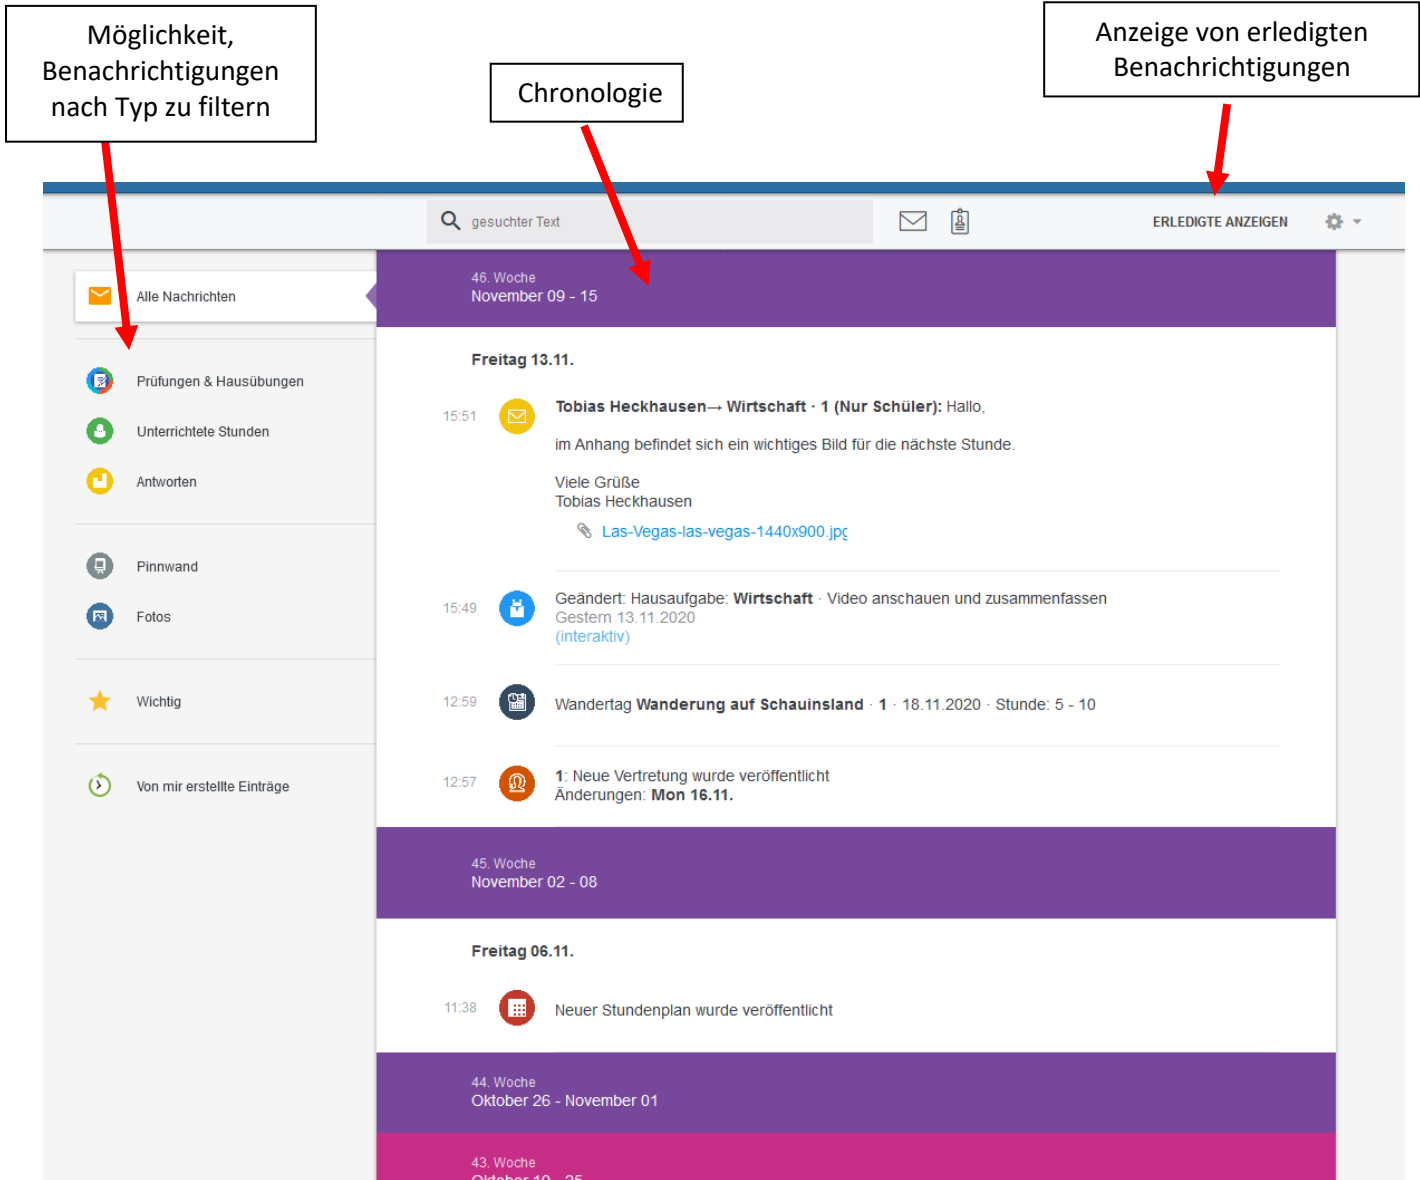 Möglichkeit,
Benachrichtigungen
nach Typ zu filtern
Chronologie
Anzeige von erledigten
Benachrichtigungen
gesuchter Text
ERLEDIGTE ANZEIGEN
Alle Nachrichten
Prüfungen & Hausübungen
Unterrichtete Stunden
Antworten
Pinnwand
Fotos
Wichtig
Von mir erstellte Einträge
46. Woche
November 09 - 15
Freitag 13.11.
15:51 Tobias Heckhausen→ Wirtschaft · 1 (Nur Schüler): Hallo,
im Anhang befindet sich ein wichtiges Bild für die nächste Stunde.
Viele Grüße
Tobias Heckhausen
Las-Vegas-las-vegas-1440x900.jpg
15:49 Geändert: Hausaufgabe: Wirtschaft · Video anschauen und zusammenfassen
Gestern 13.11.2020
(interaktiv)
12:59 Wandertag Wanderung auf Schauinsland · 1 · 18.11.2020 · Stunde: 5 - 10
12:57 1: Neue Vertretung wurde veröffentlicht
Änderungen: Mon 16.11.
45. Woche
November 02 - 08
Freitag 06.11.
11:38 Neuer Stundenplan wurde veröffentlicht
44. Woche
Oktober 26 - November 01
43. Woche
Oktober 19 - 25